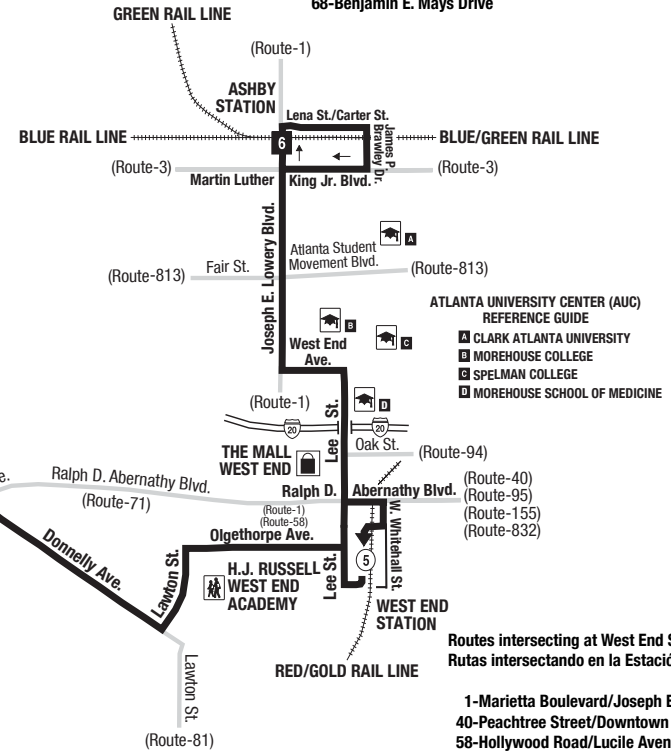 68-Benjamin E. Mays Drive
GREEN RAIL LINE
(Route-1)
ASHBY
STATION
Lena St./Carter St.
BLUE RAIL LINE
6
James P.
Brawley Dr.
BLUE/GREEN RAIL LINE
(Route-3)
Martin Luther King Jr. Blvd.
(Route-3)
Joseph E. Lowery Blvd.
A
(Route-813)
Fair St.
Atlanta Student
Movement Blvd.
(Route-813)
ATLANTA UNIVERSITY CENTER (AUC)
REFERENCE GUIDE
A CLARK ATLANTA UNIVERSITY
B MOREHOUSE COLLEGE
C SPELMAN COLLEGE
D MOREHOUSE SCHOOL OF MEDICINE
B
C
West End
Ave.
(Route-1)
D
20
20
Lee St.
THE MALL
WEST END
Oak St.
(Route-94)
Ralph D. Abernathy Blvd.
(Route-71)
Ralph D. Abernathy Blvd.
(Route-1)
(Route-58)
(Route-40)
(Route-95)
(Route-155)
(Route-832)
W. Whitehall St.
Olgethorpe Ave.
5
Donnelly Ave.
Lawton St.
H.J. RUSSELL
WEST END
ACADEMY
Lee St.
WEST END
STATION
RED/GOLD RAIL LINE
Lawton St.
(Route-81)
Routes intersecting at West End S
Rutas intersectando en la Estació
1-Marietta Boulevard/Joseph E
40-Peachtree Street/Downtown
58-Hollywood Road/Lucile Aven